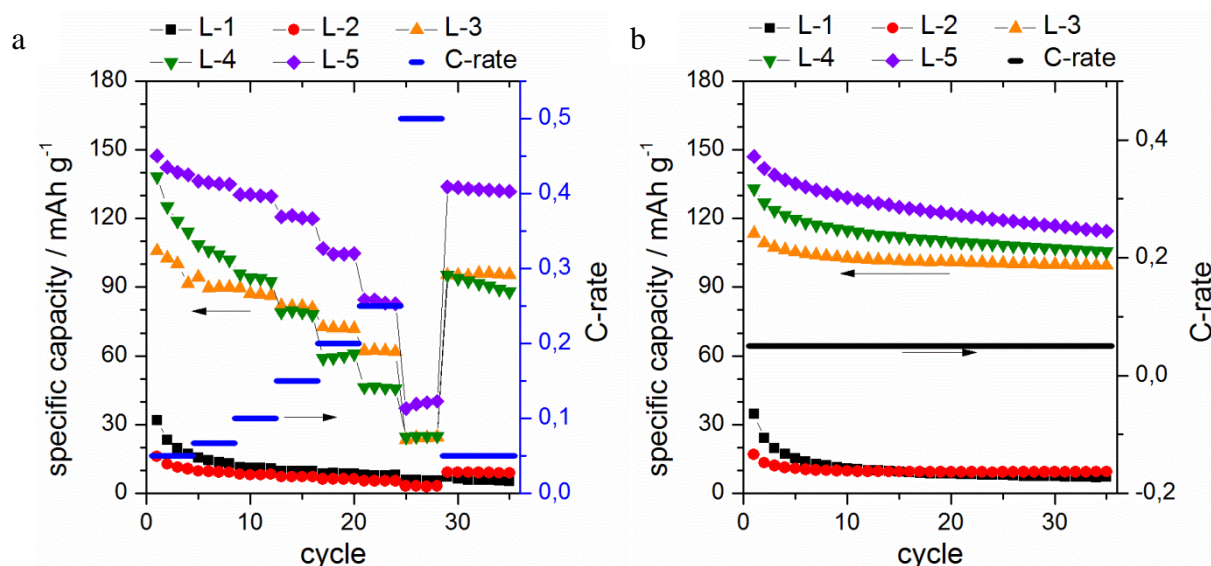 a
L-1 L-2 L-3
L-4 L-5 C-rate
180
150
120
90
60
30
0
specific capacity / mAh g⁻¹
0 10 20 30
cycle
0,5
0,4
0,3
0,2
0,1
0,0
C-rate
b
L-1 L-2 L-3
L-4 L-5 C-rate
180
150
120
90
60
30
0
specific capacity / mAh g⁻¹
0 10 20 30
cycle
0,4
0,2
0,0
-0,2
C-rate